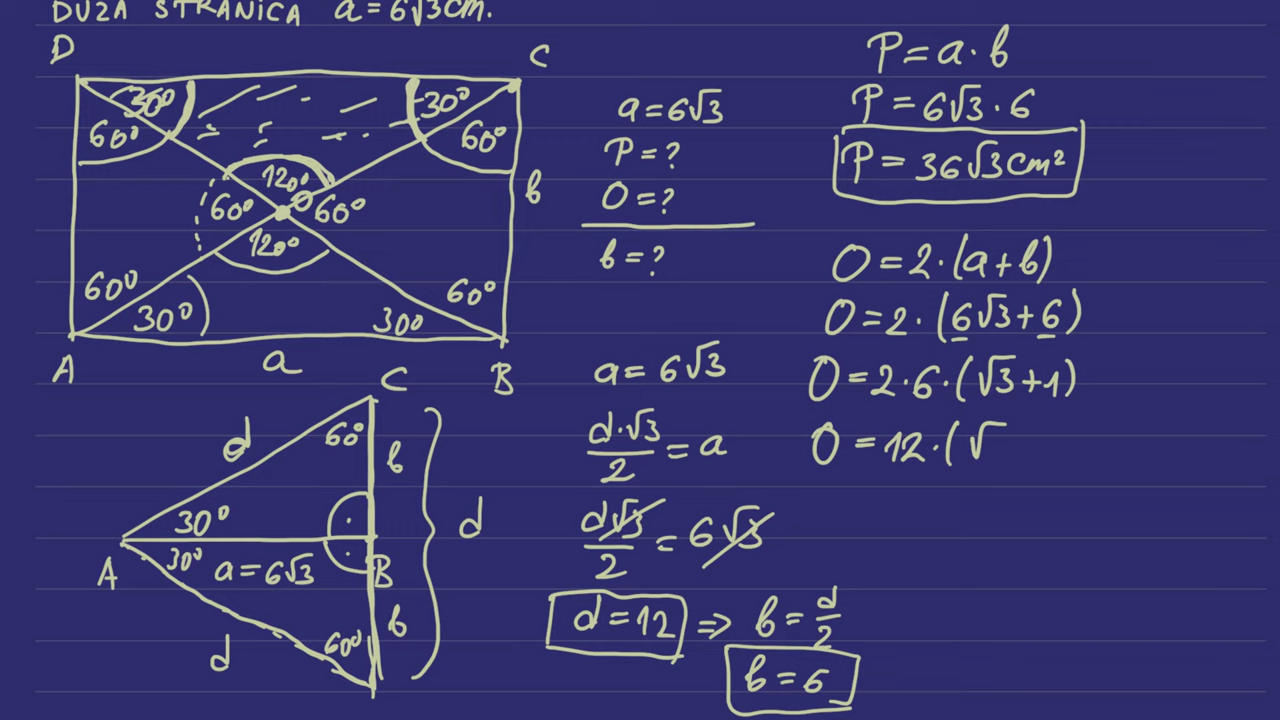 DUŽA STRANICA a = 6√3 cm.
D
C
30°
30°
60°
60°
120°
60°
O
60°
120°
b
60°
60°
30°
30°
A
a
B
C
d
60°
b
30°
d
A
30°
a = 6√3
B
d
60°
b
a = 6√3
P = ?
O = ?
b = ?
a = 6√3
d·√3/2 = a
d√3/2 = 6√3
d = 12 ⇒ b = d/2
b = 6
P = a · b
P = 6√3 · 6
P = 36√3 cm²
O = 2·(a+b)
O = 2·(6√3+6)
O = 2·6·(√3+1)
O = 12·(√